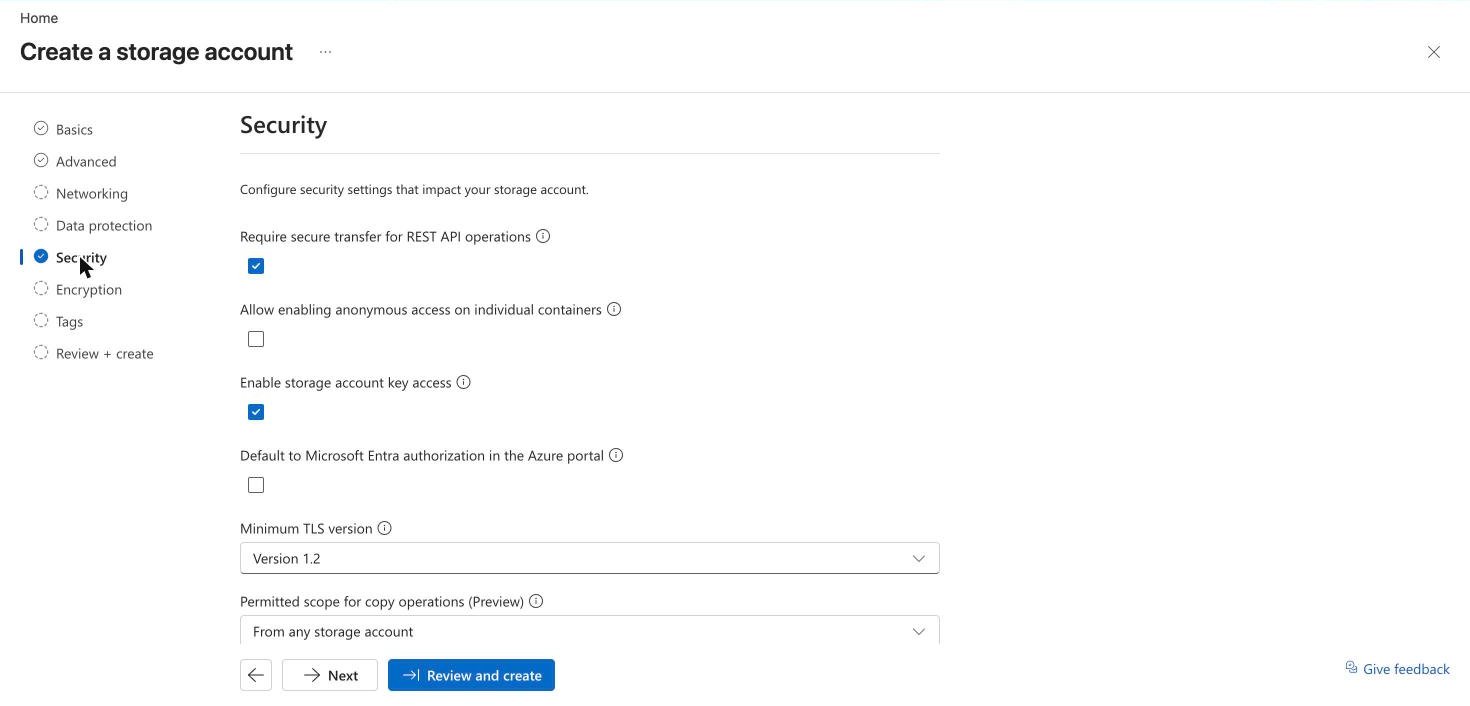 Home
Create a storage account ...
Basics
Advanced
Networking
Data protection
Security
Encryption
Tags
Review + create
Security
Configure security settings that impact your storage account.
Require secure transfer for REST API operations
Allow enabling anonymous access on individual containers
Enable storage account key access
Default to Microsoft Entra authorization in the Azure portal
Minimum TLS version
Version 1.2
Permitted scope for copy operations (Preview)
From any storage account
Next
Review and create
Give feedback